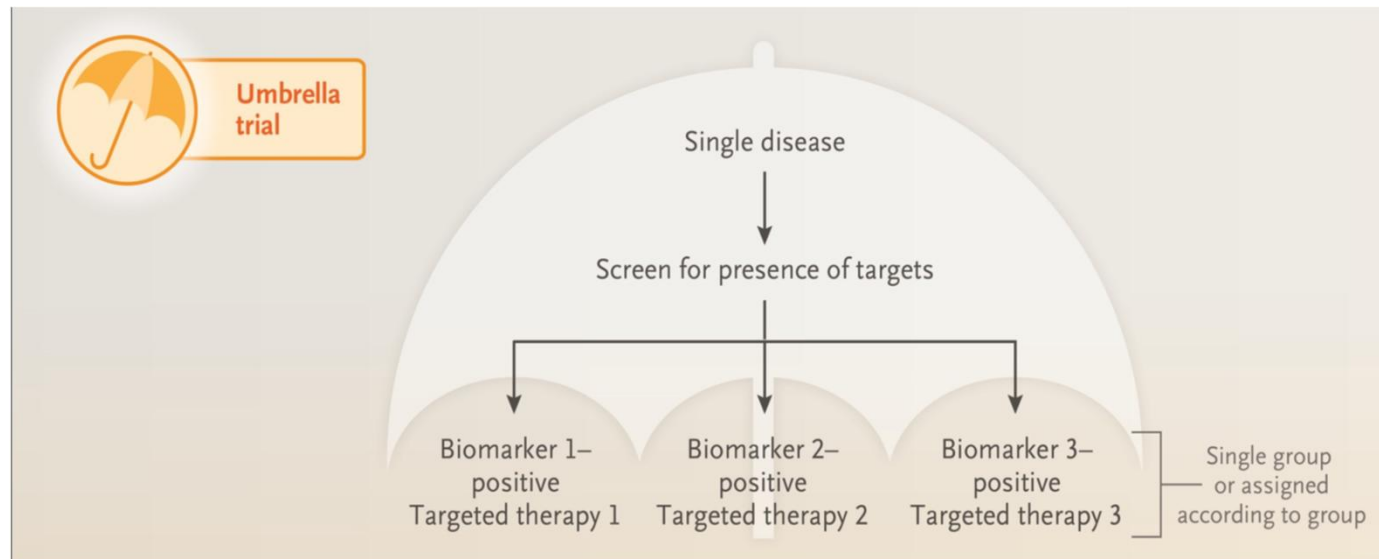 Umbrella
trial
Single disease
Screen for presence of targets
Biomarker 1–
positive
Targeted therapy 1
Biomarker 2–
positive
Targeted therapy 2
Biomarker 3–
positive
Targeted therapy 3
Single group
or assigned
according to group